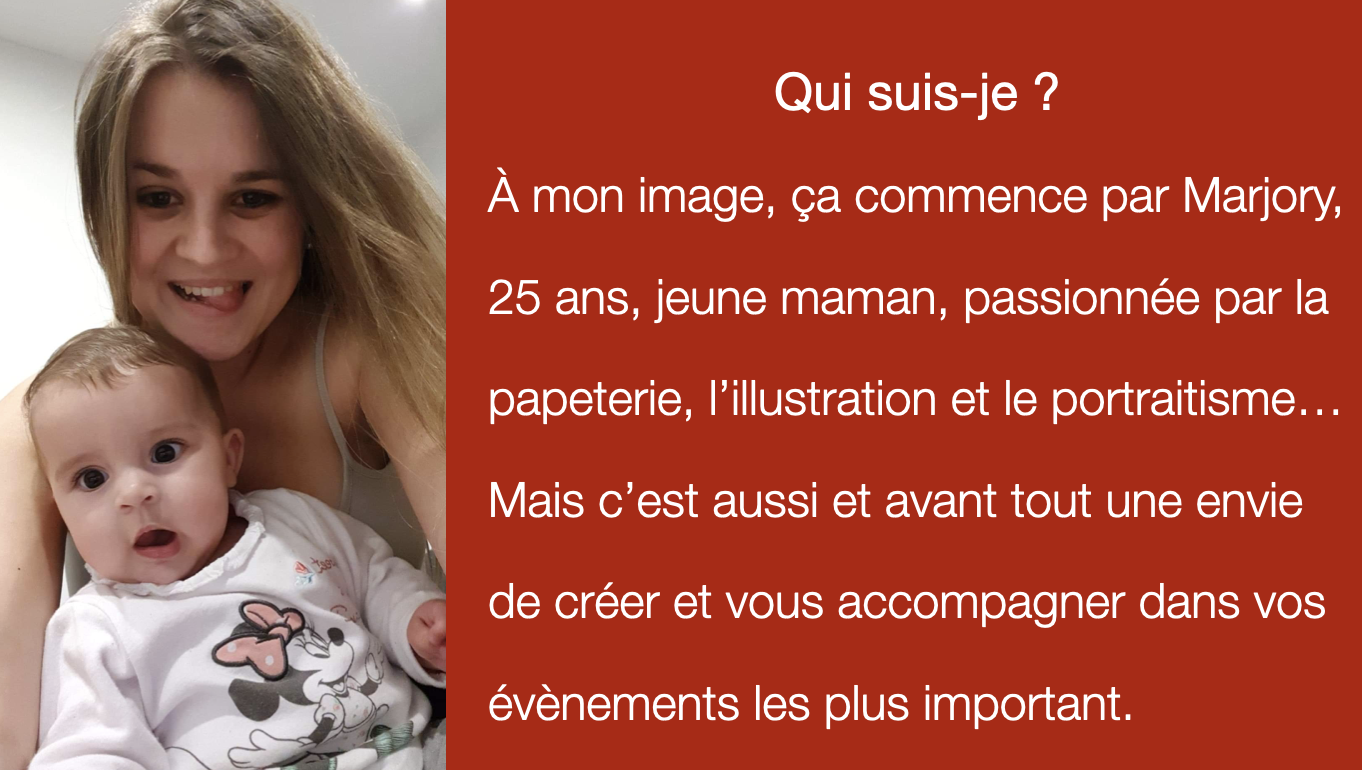 Qui suis-je ?
À mon image, ça commence par Marjory,
25 ans, jeune maman, passionnée par la
papeterie, l’illustration et le portraitisme…
Mais c’est aussi et avant tout une envie
de créer et vous accompagner dans vos
évènements les plus important.